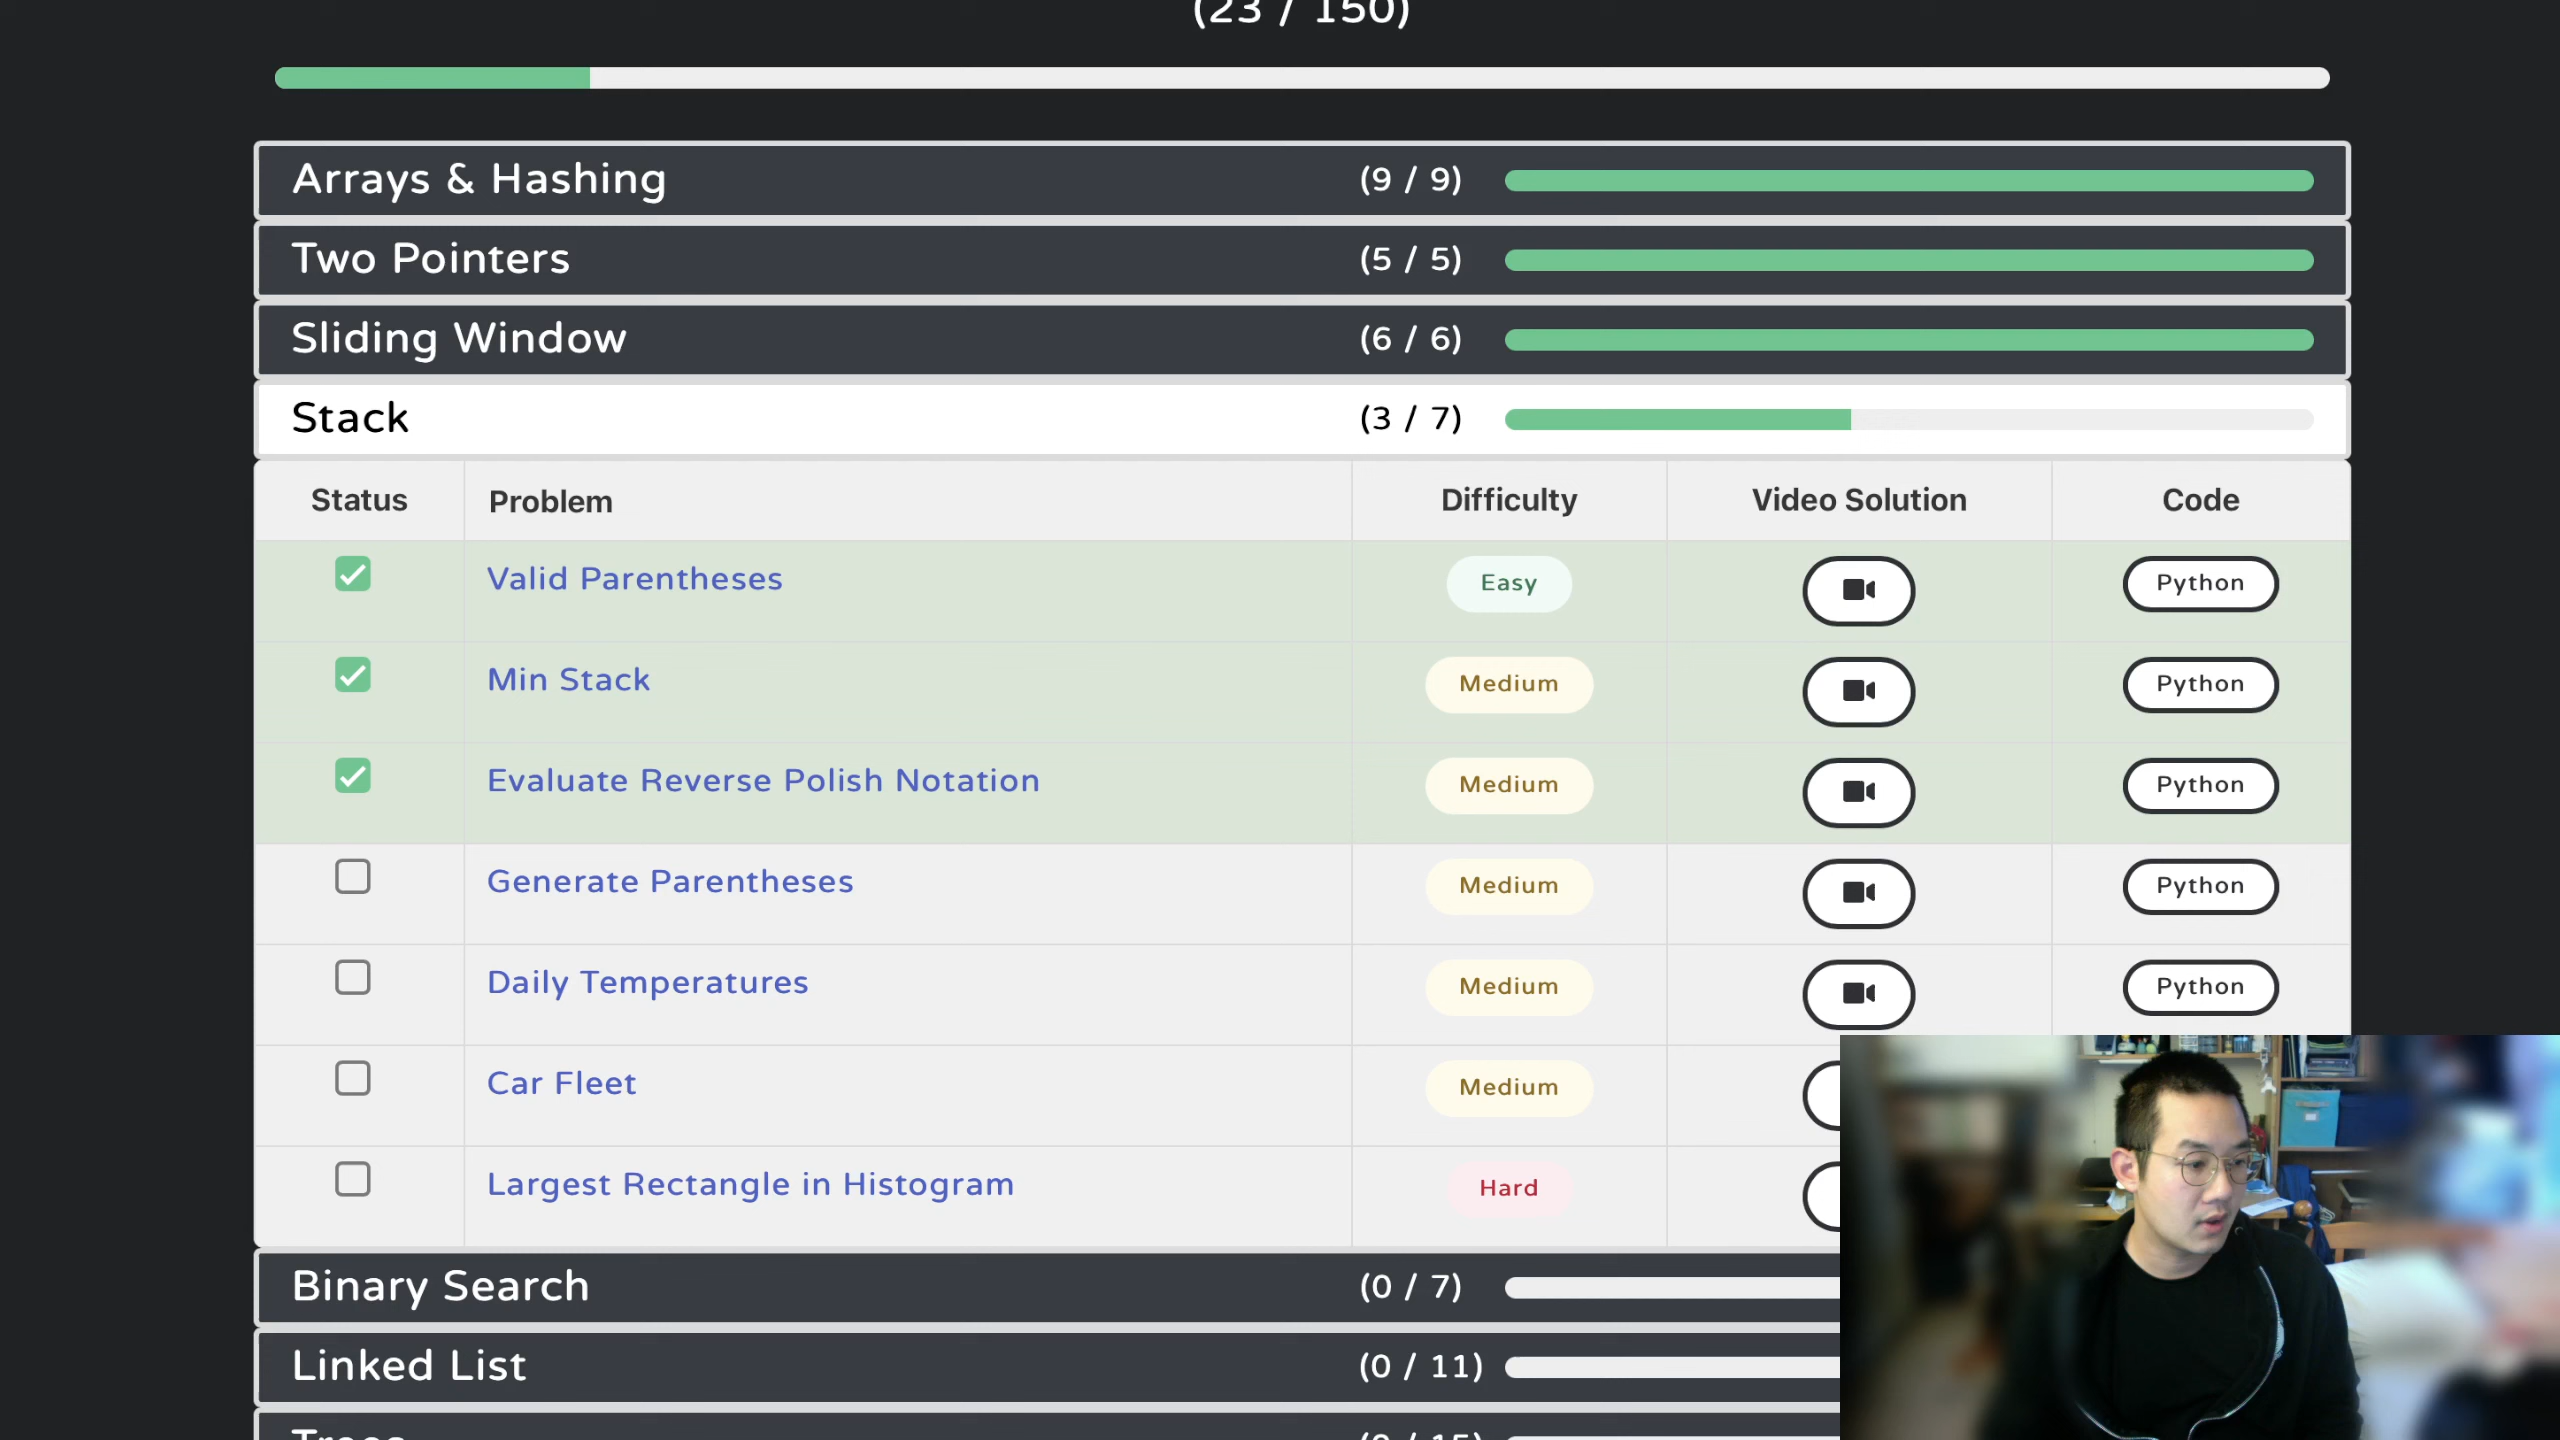 (23 / 150)
Arrays & Hashing (9 / 9)
Two Pointers (5 / 5)
Sliding Window (6 / 6)
Stack (3 / 7)
Status Problem Difficulty Video Solution Code
Valid Parentheses Easy Python
Min Stack Medium Python
Evaluate Reverse Polish Notation Medium Python
Generate Parentheses Medium Python
Daily Temperatures Medium Python
Car Fleet Medium
Largest Rectangle in Histogram Hard
Binary Search (0 / 7)
Linked List (0 / 11)